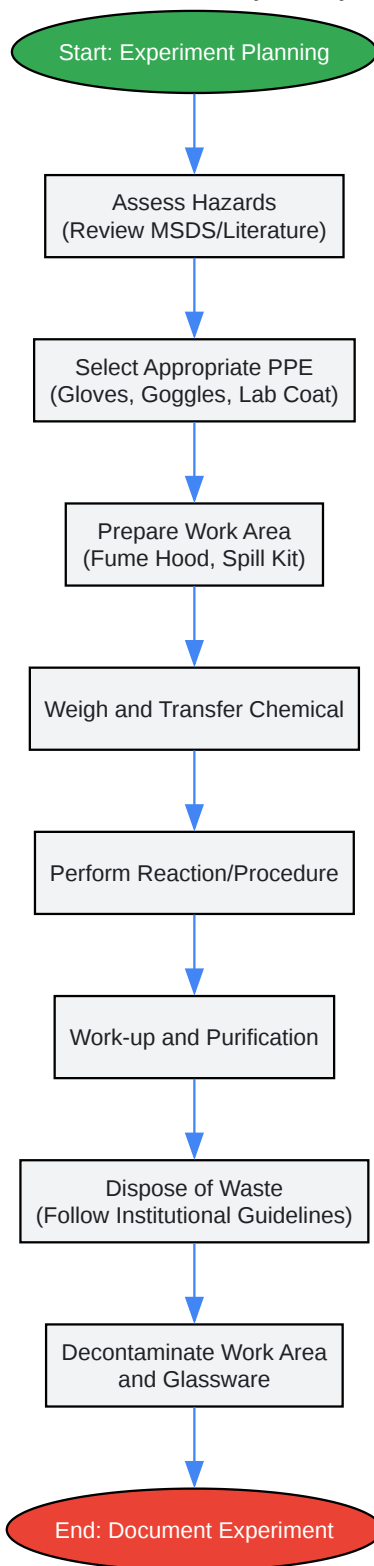 Start: Experiment Planning
Assess Hazards
(Review MSDS/Literature)
Select Appropriate PPE
(Gloves, Goggles, Lab Coat)
Prepare Work Area
(Fume Hood, Spill Kit)
Weigh and Transfer Chemical
Perform Reaction/Procedure
Work-up and Purification
Dispose of Waste
(Follow Institutional Guidelines)
Decontaminate Work Area
and Glassware
End: Document Experiment